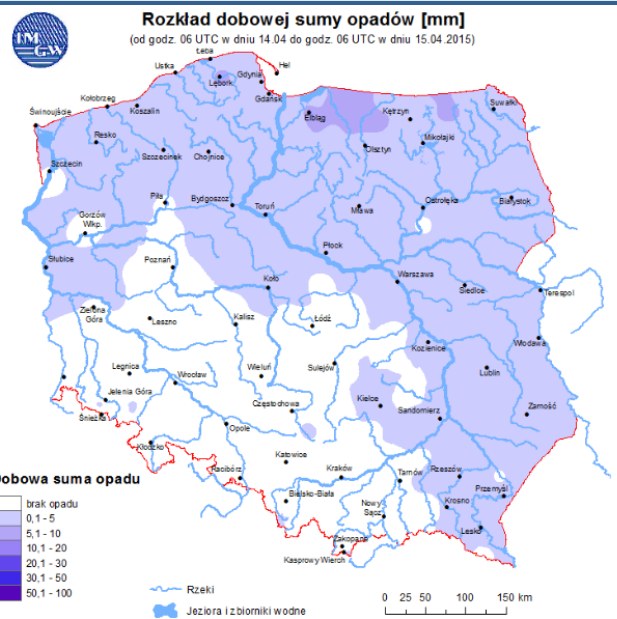 IM
GW
Rozkład dobowej sumy opadów [mm]
(od godz. 06 UTC w dniu 14.04 do godz. 06 UTC w dniu 15.04.2015)
Łeba
Ustka
Hel
Lębork
Gdynia
Gdańsk
Kołobrzeg
Koszalin
Świnoujście
Elbląg
Kętrzyn
Suwałki
Resko
Mikołajki
Olsztyn
Szczecinek
Chojnice
Szczecin
Piła
Bydgoszcz
Toruń
Mława
Ostrołęka
Białystok
Gorzów
Wlkp.
Płock
Słubice
Poznań
Koło
Warszawa
Siedlce
Terespol
Zielona
Góra
Leszno
Kalisz
Łódź
Kozienice
Włodawa
Legnica
Wrocław
Wieluń
Sulejów
Lublin
Jelenia Góra
Śnieżka
Częstochowa
Kielce
Sandomierz
Zamość
Kłodzko
Opole
Katowice
Racibórz
Kraków
Tarnów
Rzeszów
Przemyśl
Bielsko-Biała
Nowy
Sącz
Krosno
Lesko
Zakopane
Kasprowy Wierch
Dobowa suma opadu
brak opadu
0,1 - 5
5,1 - 10
10,1 - 20
20,1 - 30
30,1 - 50
50,1 - 100
Rzeki
Jeziora i zbiorniki wodne
0 25 50 100 150 km